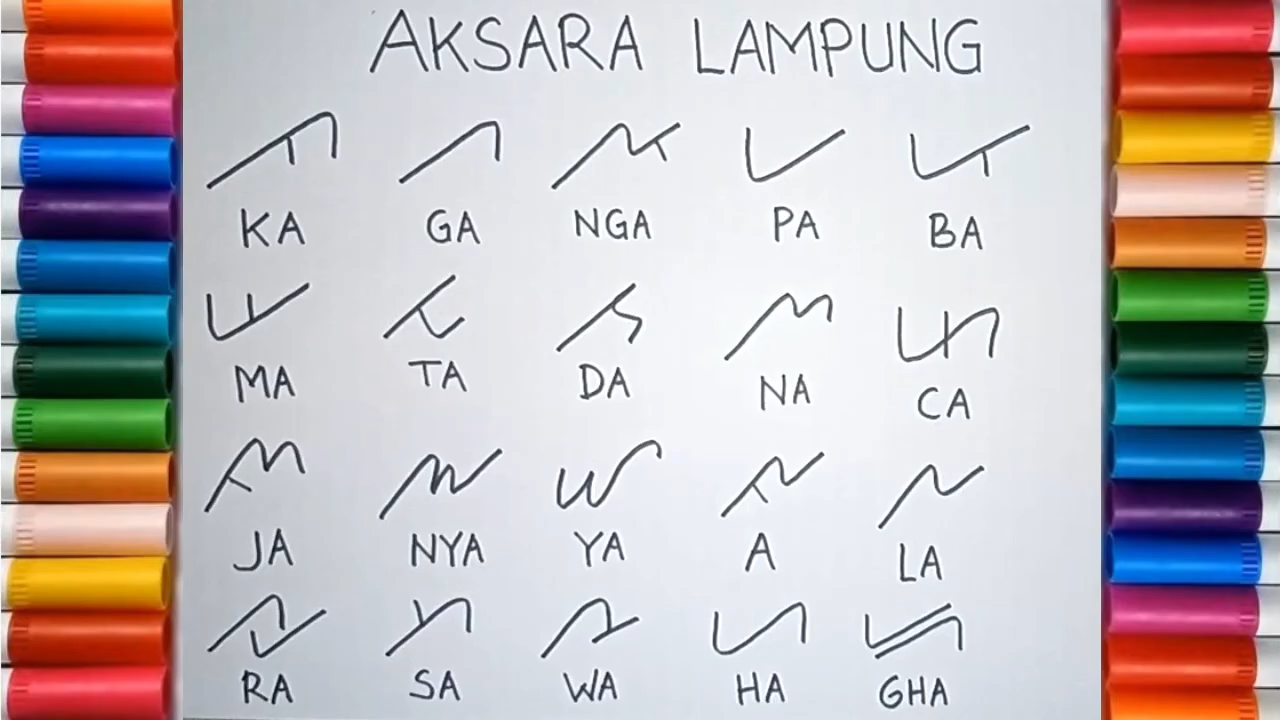 AKSARA LAMPUNG
KA GA NGA PA BA
MA TA DA NA CA
JA NYA YA A LA
RA SA WA HA GHA